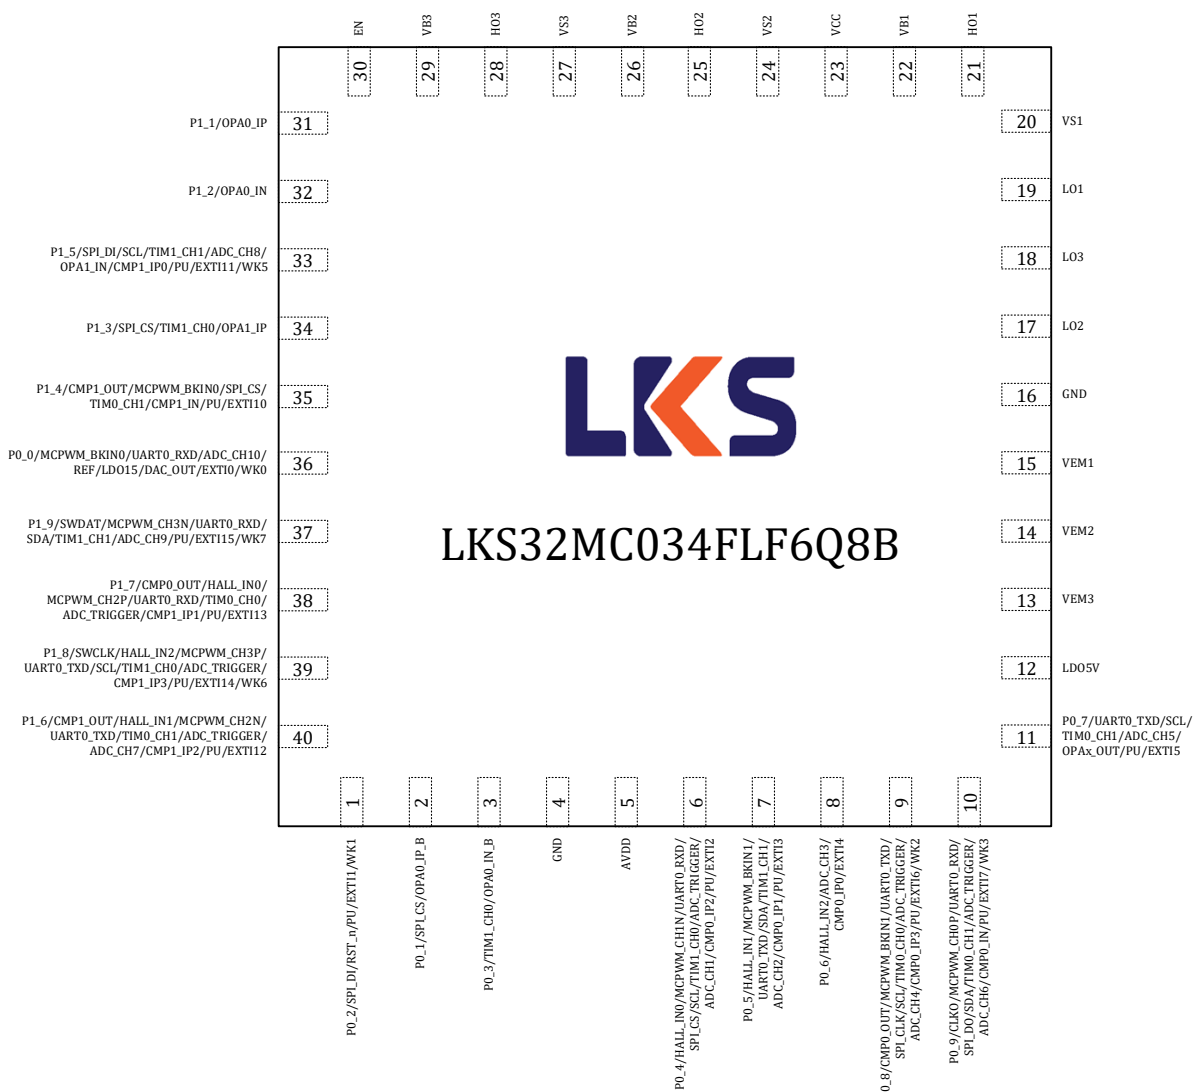 EN
VB3
HO3
VS3
VB2
HO2
VS2
VCC
VB1
HO1
30
29
28
27
26
25
24
23
22
21
P1_1/OPA0_IP
31
P1_2/OPA0_IN
32
P1_5/SPI_DI/SCL/TIM1_CH1/ADC_CH8/
OPA1_IN/CMP1_IP0/PU/EXTI11/WK5
33
P1_3/SPI_CS/TIM1_CH0/OPA1_IP
34
P1_4/CMP1_OUT/MCPWM_BKIN0/SPI_CS/
TIM0_CH1/CMP1_IN/PU/EXTI10
35
P0_0/MCPWM_BKIN0/UART0_RXD/ADC_CH10/
REF/LDO15/DAC_OUT/EXTI0/WK0
36
P1_9/SWDAT/MCPWM_CH3N/UART0_RXD/
SDA/TIM1_CH1/ADC_CH9/PU/EXTI15/WK7
37
P1_7/CMP0_OUT/HALL_IN0/
MCPWM_CH2P/UART0_RXD/TIM0_CH0/
ADC_TRIGGER/CMP1_IP1/PU/EXTI13
38
P1_8/SWCLK/HALL_IN2/MCPWM_CH3P/
UART0_TXD/SCL/TIM1_CH0/ADC_TRIGGER/
CMP1_IP3/PU/EXTI14/WK6
39
P1_6/CMP1_OUT/HALL_IN1/MCPWM_CH2N/
UART0_TXD/TIM0_CH1/ADC_TRIGGER/
ADC_CH7/CMP1_IP2/PU/EXTI12
40
LKS
LKS32MC034FLF6Q8B
20
VS1
19
LO1
18
LO3
17
LO2
16
GND
15
VEM1
14
VEM2
13
VEM3
12
LDO5V
11
P0_7/UART0_TXD/SCL/
TIM0_CH1/ADC_CH5/
OPAx_OUT/PU/EXTI5
1
2
3
4
5
6
7
8
9
10
P0_2/SPI_DI/RST_n/PU/EXTI1/WK1
P0_1/SPI_CS/OPA0_IP_B
P0_3/TIM1_CH0/OPA0_IN_B
GND
AVDD
P0_4/HALL_IN0/MCPWM_CH1N/UART0_RXD/
SPI_CS/SCL/TIM1_CH0/ADC_TRIGGER/
ADC_CH1/CMP0_IP2/PU/EXTI2
P0_5/HALL_IN1/MCPWM_BKIN1/
UART0_TXD/SDA/TIM1_CH1/
ADC_CH2/CMP0_IP1/PU/EXTI3
P0_6/HALL_IN2/ADC_CH3/
CMP0_IP0/EXTI4
0_8/CMP0_OUT/MCPWM_BKIN1/UART0_TXD/
SPI_CLK/SCL/TIM0_CH0/ADC_TRIGGER/
ADC_CH4/CMP0_IP3/PU/EXTI6/WK2
P0_9/CLKO/MCPWM_CH0P/UART0_RXD/
SPI_DO/SDA/TIM0_CH1/ADC_TRIGGER/
ADC_CH6/CMP0_IN/PU/EXTI7/WK3